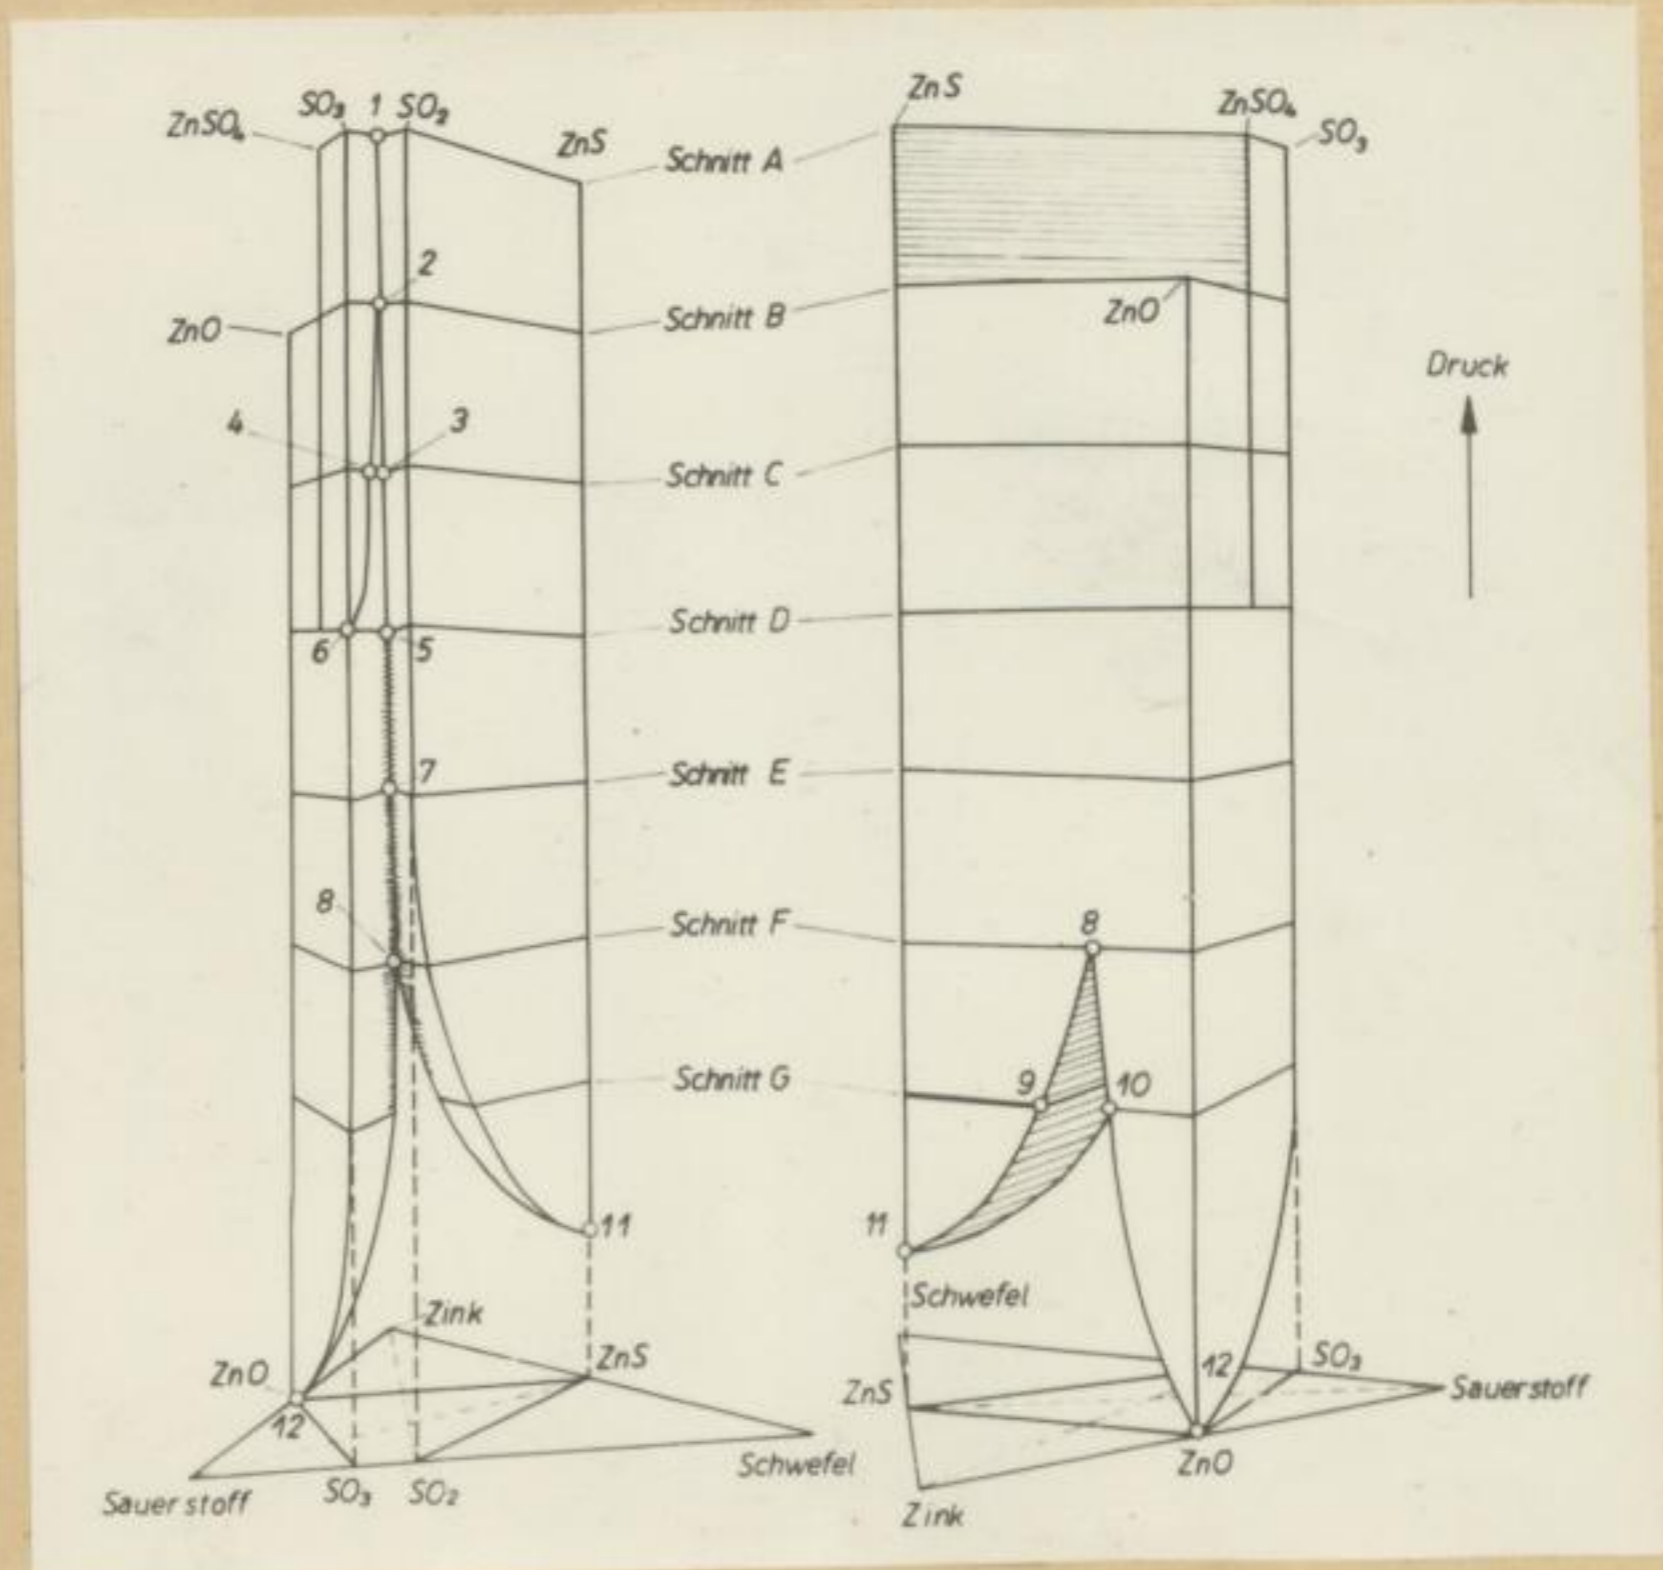 ZnSO₄
SO₃
1
SO₂
ZnS
Schnitt A
ZnS
ZnSO₄
SO₃
2
ZnO
Schnitt B
ZnO
Druck
4
3
Schnitt C
6
5
Schnitt D
7
Schnitt E
8
Schnitt F
8
Schnitt G
9
10
11
11
Schwefel
Zink
ZnO
ZnS
12
SO₃
ZnS
Sauerstoff
12
Schwefel
ZnO
Sauerstoff
SO₃
SO₂
Zink